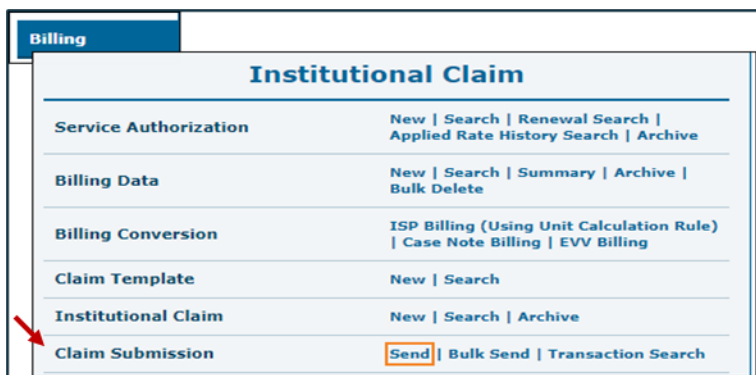 Billing
Institutional Claim
Service Authorization
New | Search | Renewal Search |
Applied Rate History Search | Archive
Billing Data
New | Search | Summary | Archive |
Bulk Delete
Billing Conversion
ISP Billing (Using Unit Calculation Rule)
| Case Note Billing | EVV Billing
Claim Template
New | Search
Institutional Claim
New | Search | Archive
Claim Submission
Send | Bulk Send | Transaction Search